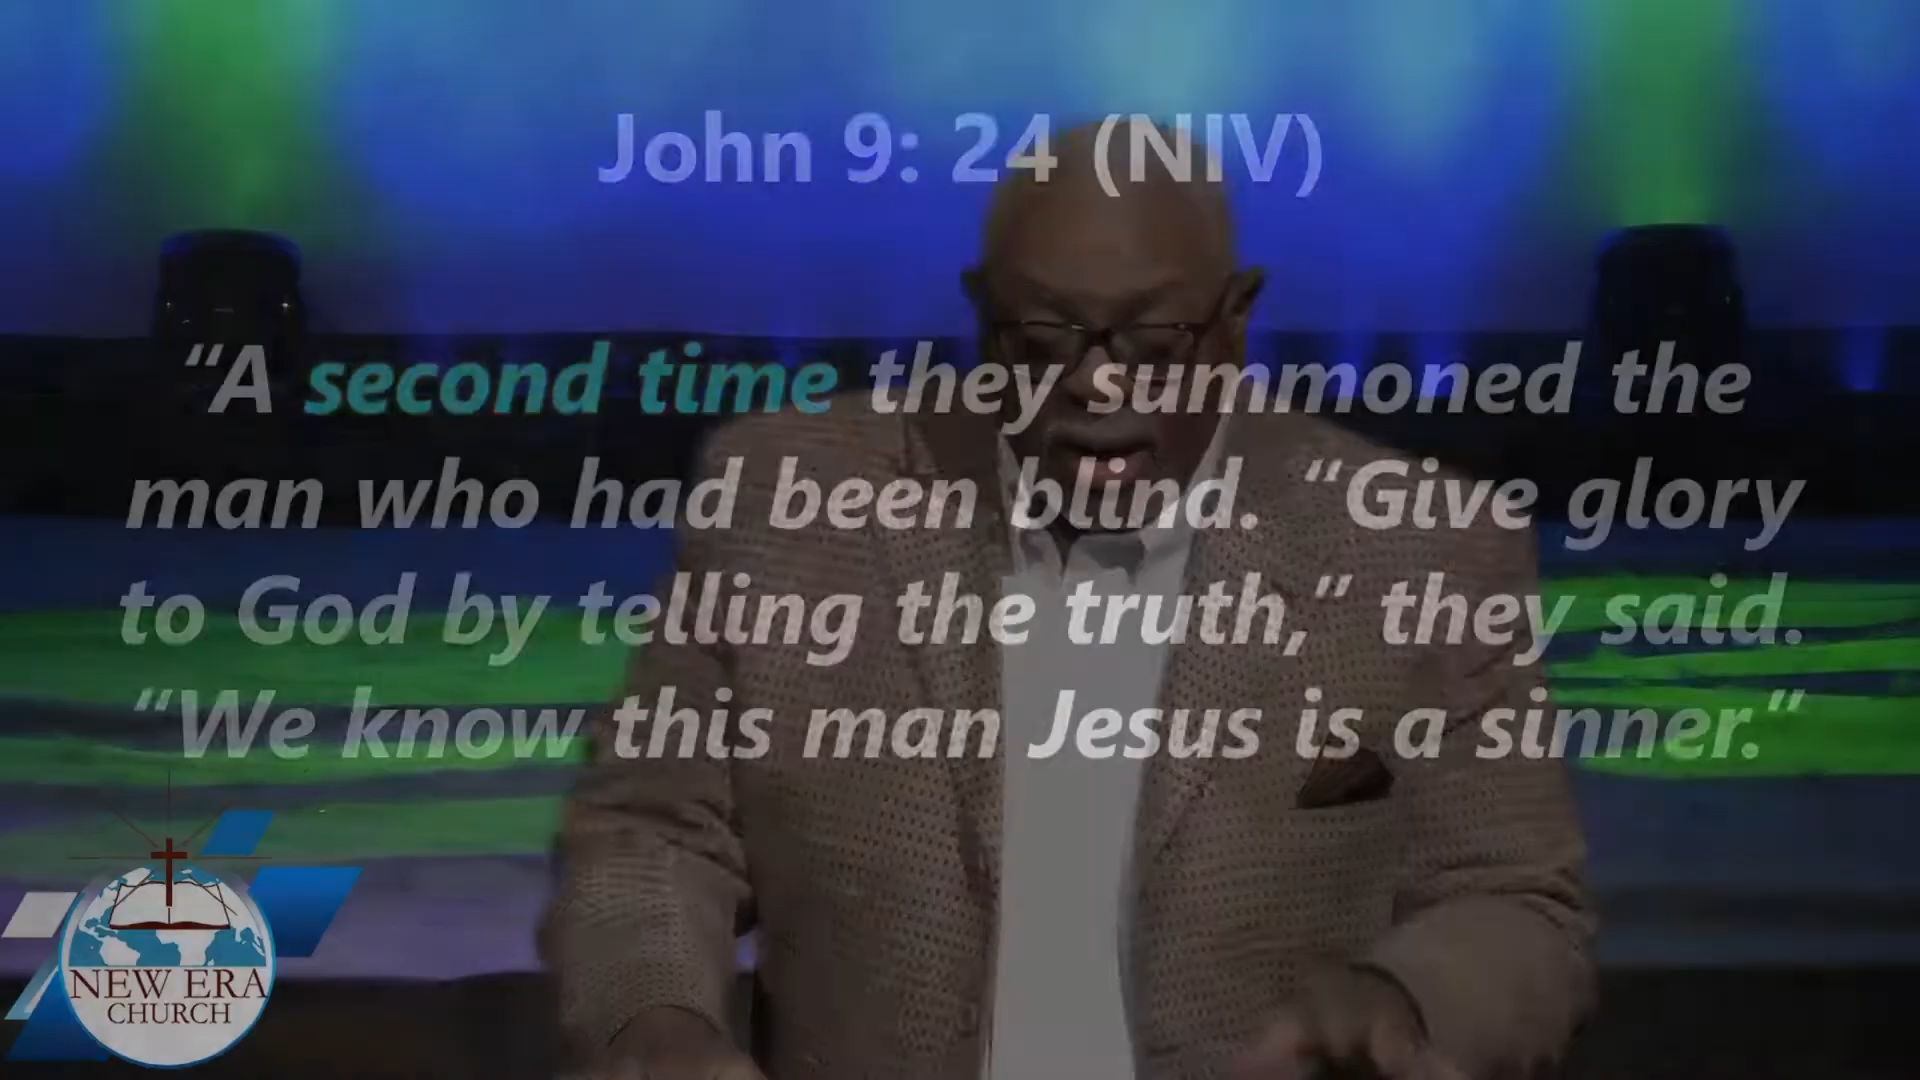 John 9: 24 (NIV)
“A second time they summoned the
man who had been blind. “Give glory
to God by telling the truth,” they said.
“We know this man Jesus is a sinner.”
NEW ERA
CHURCH